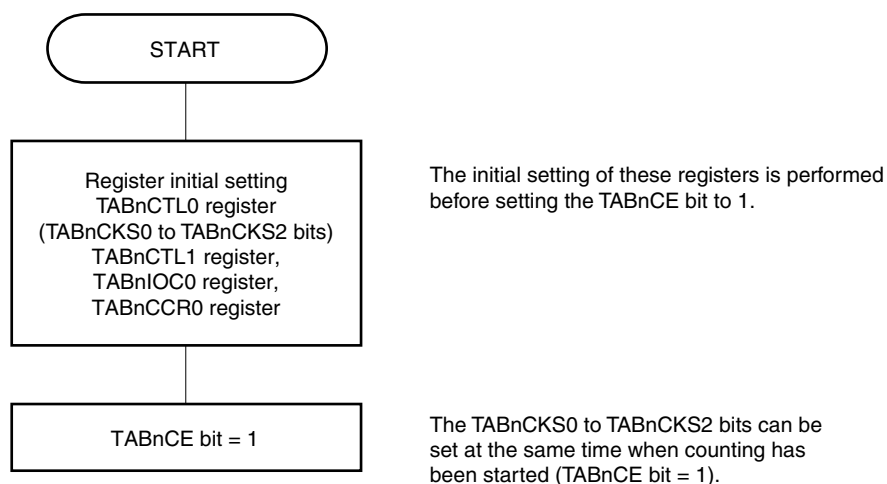 START
Register initial setting
TABnCTL0 register
(TABnCKS0 to TABnCKS2 bits)
TABnCTL1 register,
TABnIOC0 register,
TABnCCR0 register
The initial setting of these registers is performed
before setting the TABnCE bit to 1.
TABnCE bit = 1
The TABnCKS0 to TABnCKS2 bits can be
set at the same time when counting has
been started (TABnCE bit = 1).